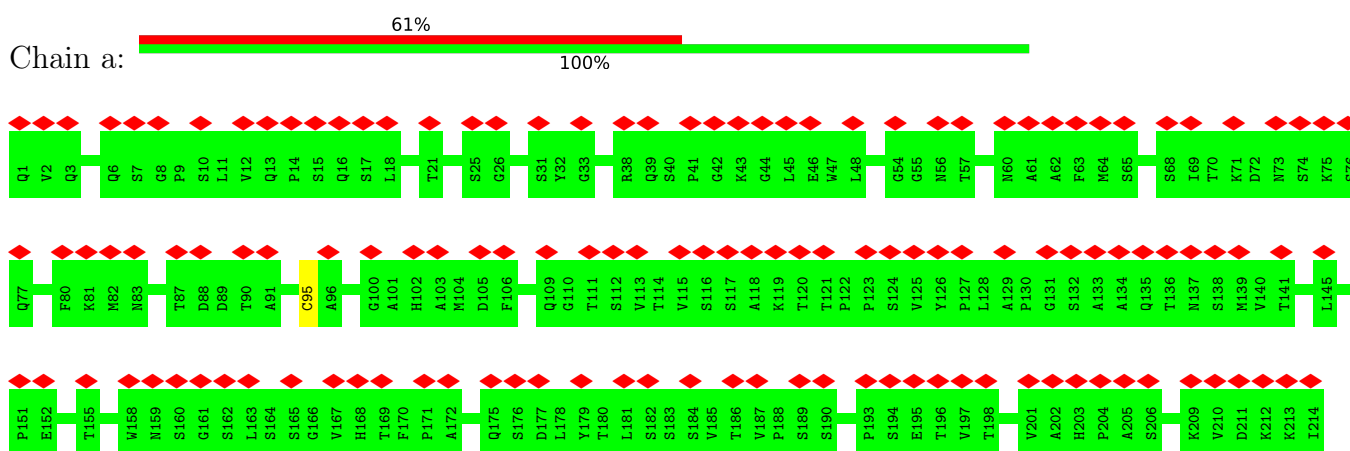 61%
Chain a:
100%
Q1 V2 Q3 Q6 S7 G8 P9 S10 L11 V12 Q13 P14 S15 Q16 S17 L18 T21 S25 G26 S31 Y32 G33 R38 Q39 S40 P41 G42 K43 G44 L45 E46 W47 L48 G54 G55 N56 T57 N60 A61 A62 F63 M64 S65 S68 I69 T70 K71 D72 N73 S74 K75 S76
Q77 F80 K81 M82 N83 T87 D88 D89 T90 A91 C95 A96 G100 A101 H102 A103 M104 D105 F106 Q109 G110 T111 S112 V113 T114 V115 S116 S117 A118 K119 T120 T121 P122 P123 S124 V125 Y126 P127 L128 A129 P130 G131 S132 A133 A134 Q135 T136 N137 S138 M139 V140 T141 L145
P151 E152 T155 W158 N159 S160 G161 S162 L163 S164 S165 G166 V167 H168 T169 F170 P171 A172 Q175 S176 D177 L178 Y179 T180 L181 S182 S183 S184 V185 T186 V187 P188 S189 S190 P193 S194 E195 T196 V197 T198 V201 A202 H203 P204 A205 S206 K209 V210 D211 K212 K213 I214